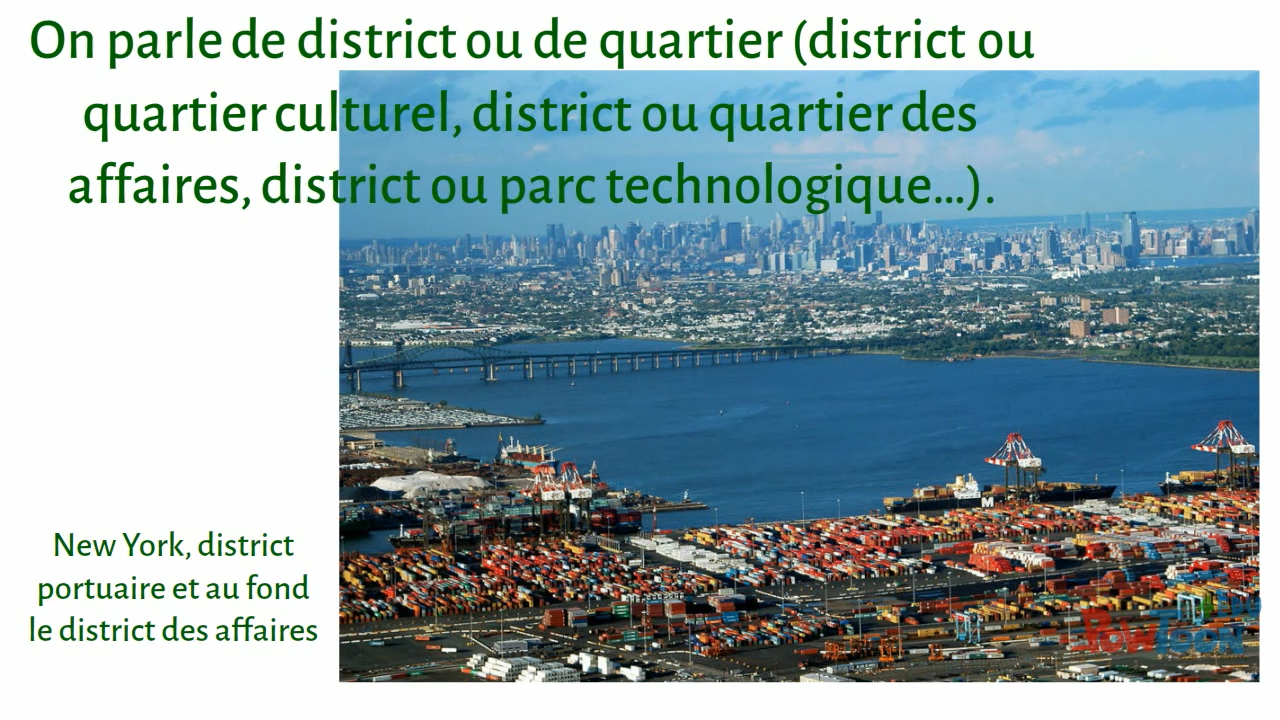 On parle de district ou de quartier (district ou
quartier culturel, district ou quartier des
affaires, district ou parc technologique...).
New York, district
portuaire et au fond
le district des affaires
PowToon